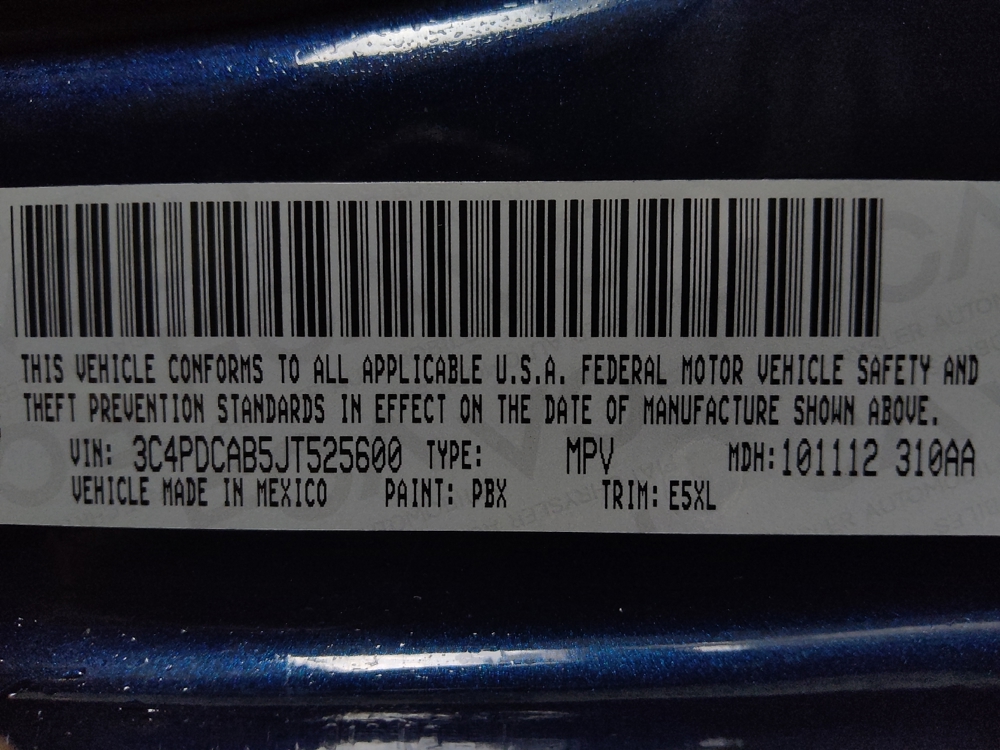 THIS VEHICLE CONFORMS TO ALL APPLICABLE U.S.A. FEDERAL MOTOR VEHICLE SAFETY AND
THEFT PREVENTION STANDARDS IN EFFECT ON THE DATE OF MANUFACTURE SHOWN ABOVE.
VIN: 3C4PDCAB5JT525600 TYPE: MPV MDH:101112 310AA
VEHICLE MADE IN MEXICO PAINT: PBX TRIM: E5XL